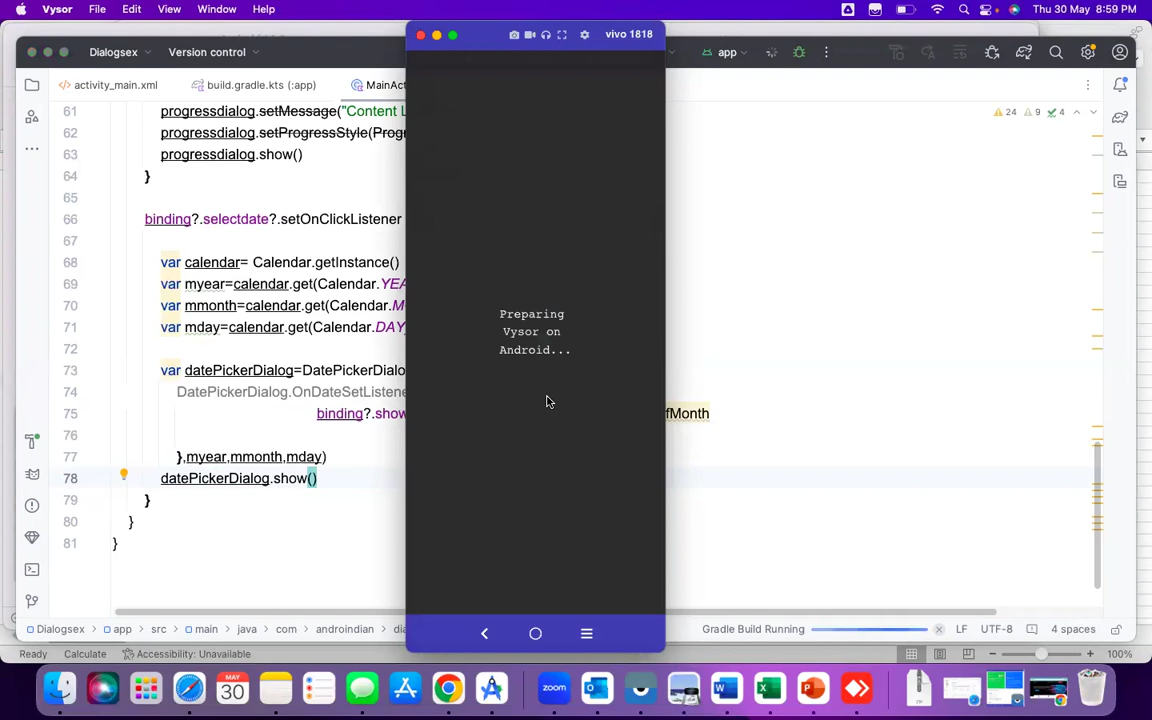 Vysor File Edit View Window Help Thu 30 May 8:59 PM
vivo 1818
Dialogsex Version control app
activity_main.xml build.gradle.kts (:app) MainAct
61 progressdialog.setMessage("Content L 24 9 4
62 progressdialog.setProgressStyle(Progr
63 progressdialog.show()
64 }
65
66 binding?.selectdate?.setOnClickListener
67
68 var calendar= Calendar.getInstance()
69 var myear=calendar.get(Calendar.YEA
70 var mmonth=calendar.get(Calendar.M
71 var mday=calendar.get(Calendar.DAY
72
73 var datePickerDialog=DatePickerDialo
74 DatePickerDialog.OnDateSetListene
75 binding?.show fMonth
76
77 },myear,mmonth,mday)
78 datePickerDialog.show()
79 }
80 }
81 }
Preparing
Vysor on
Android...
Dialogsex app src main java com androindian dia Gradle Build Running LF UTF-8 4 spaces
Ready Calculate Accessibility: Unavailable 100%
MAY
30
zoom